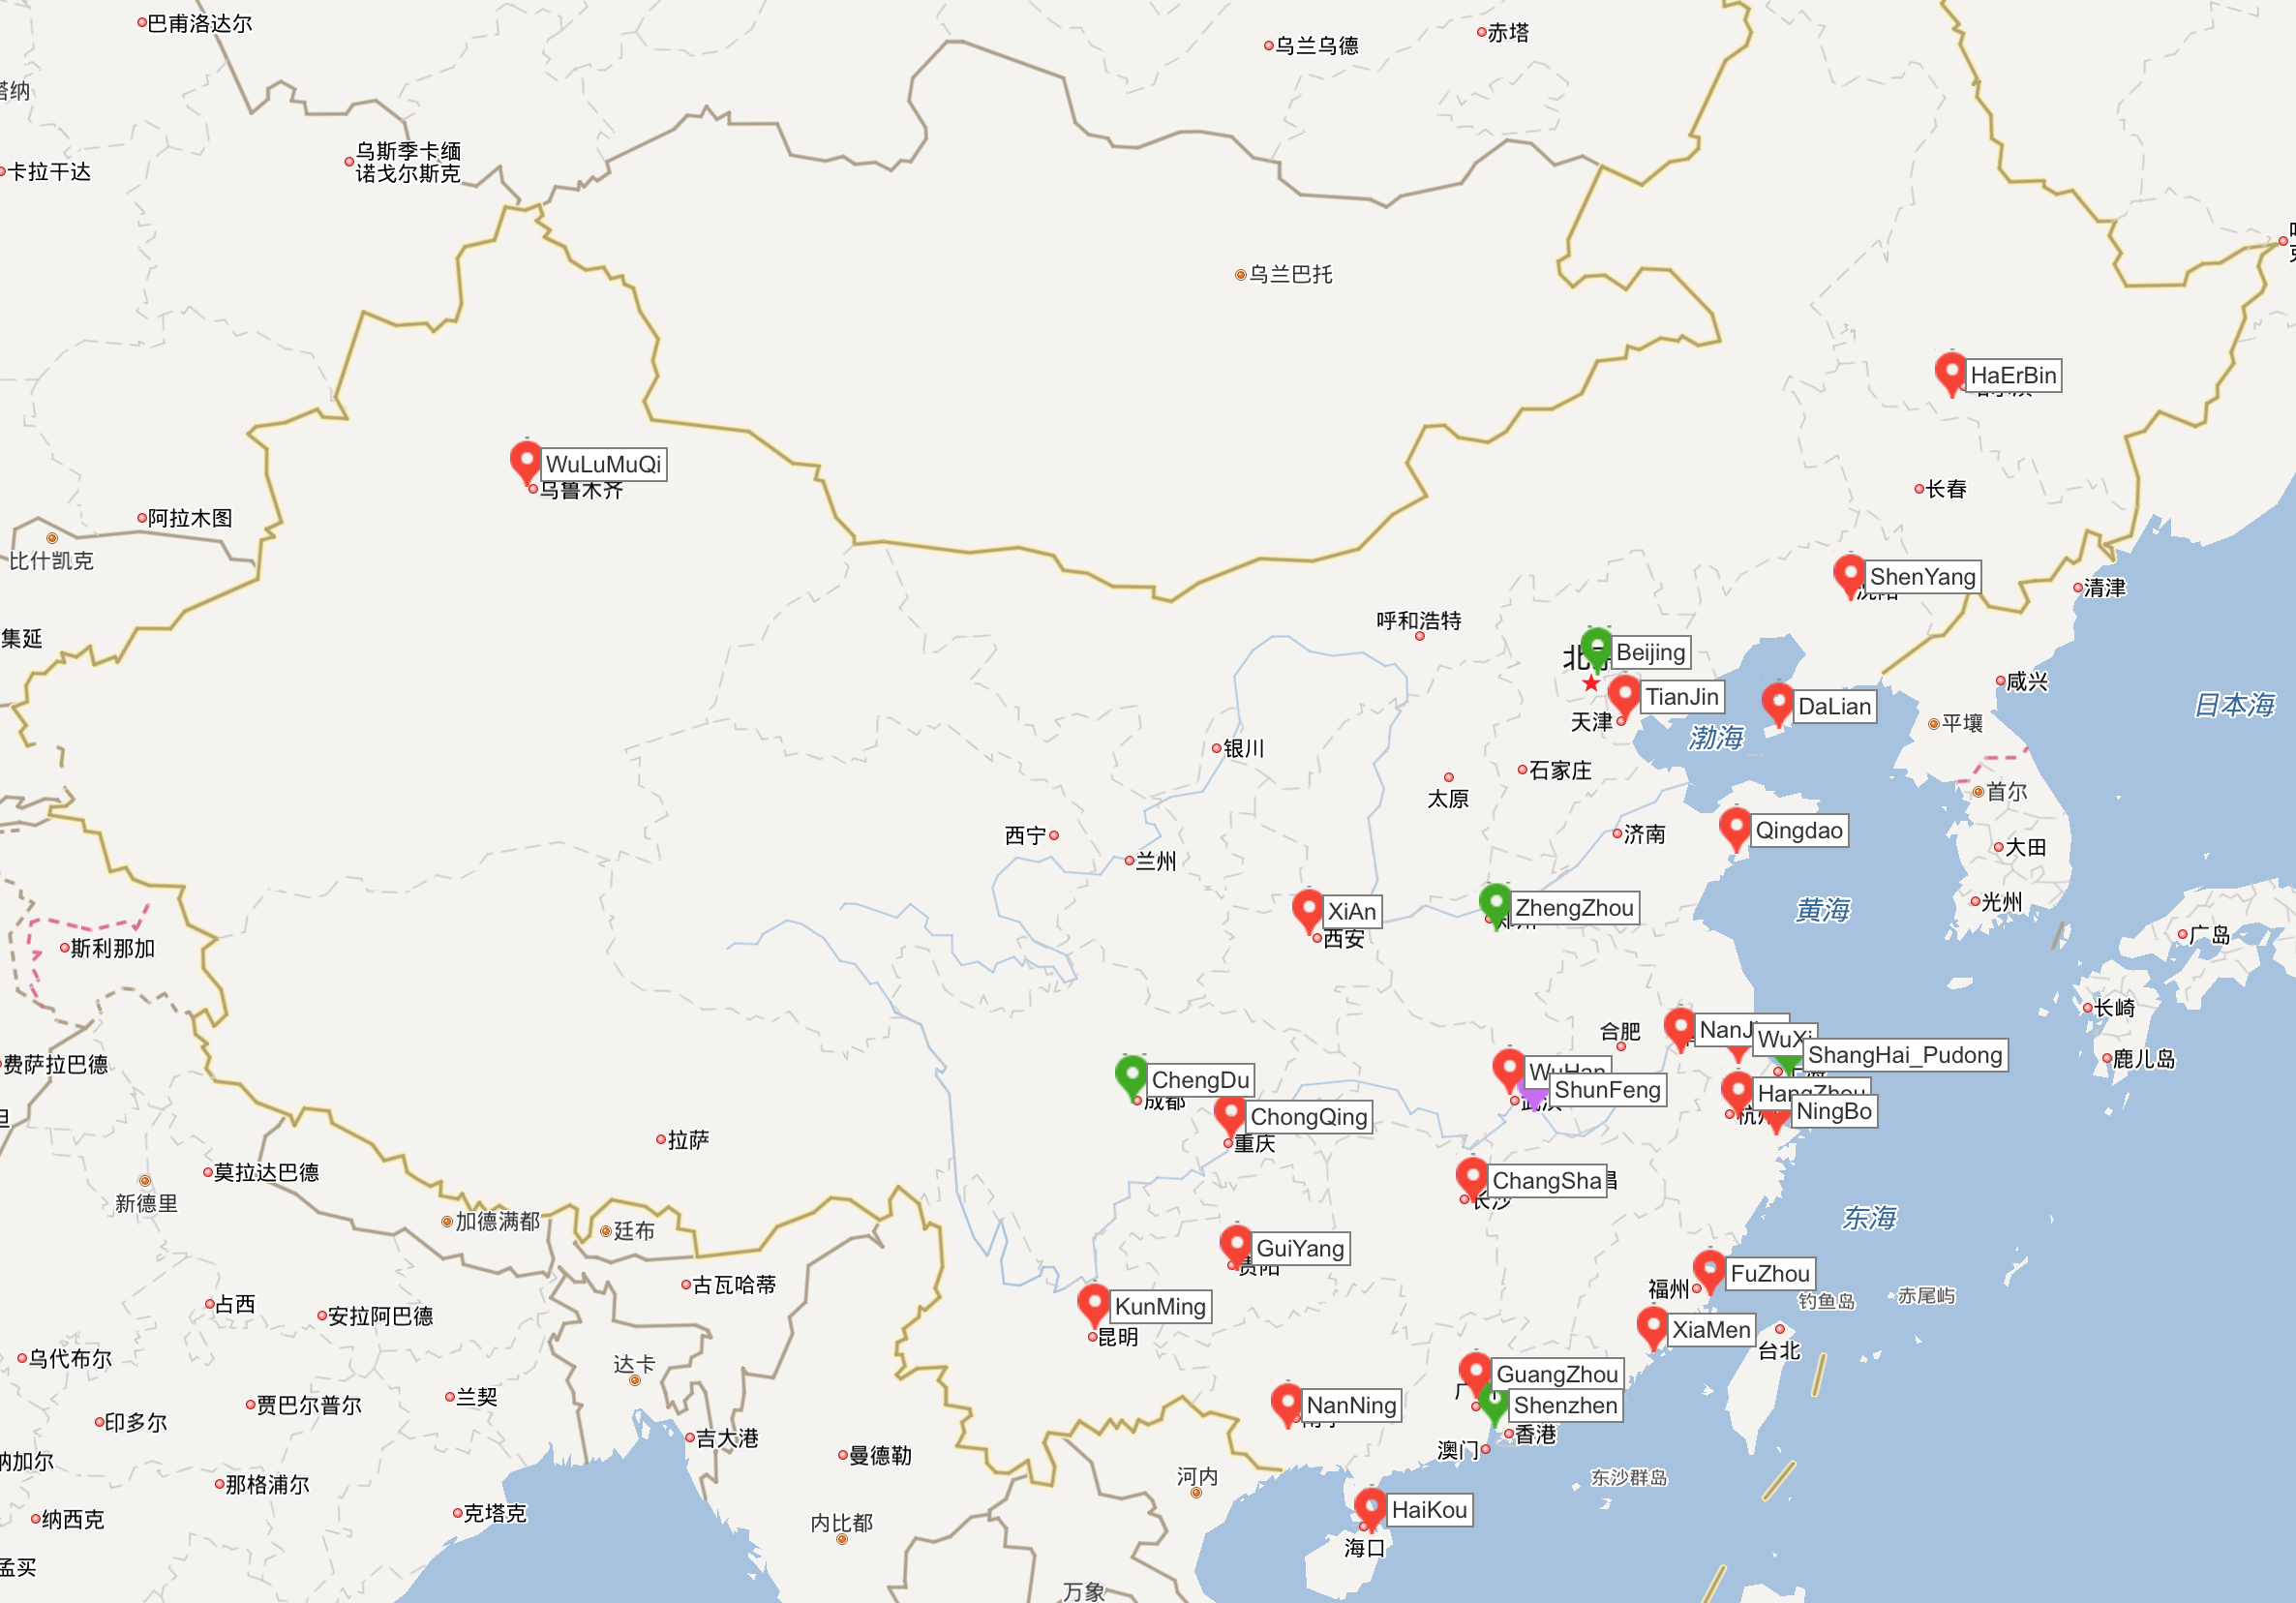 巴甫洛达尔
乌兰乌德
赤塔
塔纳
乌斯季卡缅
诺戈尔斯克
卡拉干达
乌兰巴托
HaErBin
WuLuMuQi
乌鲁木齐
长春
阿拉木图
比什凯克
ShenYang
清津
呼和浩特
集延
Beijing
咸兴
TianJin
天津
DaLian
日本海
平壤
渤海
银川
石家庄
首尔
太原
Qingdao
西宁
济南
大田
兰州
光州
ZhengZhou
XiAn
黄海
西安
斯利那加
广岛
长崎
合肥
NanJ
WuXi
ShangHai_Pudong
费萨拉巴德
鹿儿岛
WuHan
ChengDu
成都
ShunFeng
HangZhou
NingBo
ChongQing
重庆
拉萨
莫拉达巴德
ChangSha
昌
长沙
新德里
东海
加德满都
廷布
GuiYang
贵阳
FuZhou
古瓦哈蒂
福州
钓鱼岛
赤尾屿
占西
KunMing
安拉阿巴德
昆明
XiaMen
台北
乌代布尔
达卡
GuangZhou
兰契
贾巴尔普尔
NanNing
Shenzhen
印多尔
香港
吉大港
澳门
曼德勒
纳加尔
河内
东沙群岛
那格浦尔
HaiKou
克塔克
纳西克
内比都
海口
孟买
万象